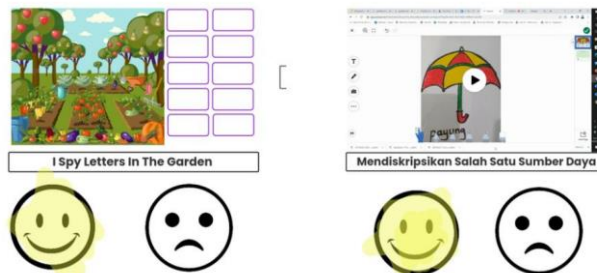 payung
I Spy Letters In The Garden
Mendiskripsikan Salah Satu Sumber Daya